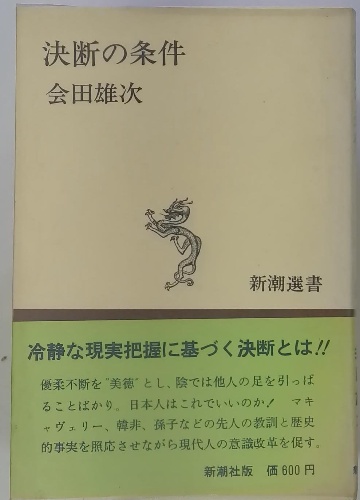 決断の条件
会田雄次
新潮選書
冷静な現実把握に基づく決断とは!!
優柔不断を"美徳"とし、陰では他人の足を引っぱ
ることばかり。日本人はこれでいいのか! マキ
ャヴェリー、韓非、孫子などの先人の教訓と歴史
的事実を照応させながら現代人の意識改革を促す。
新潮社版 価600円